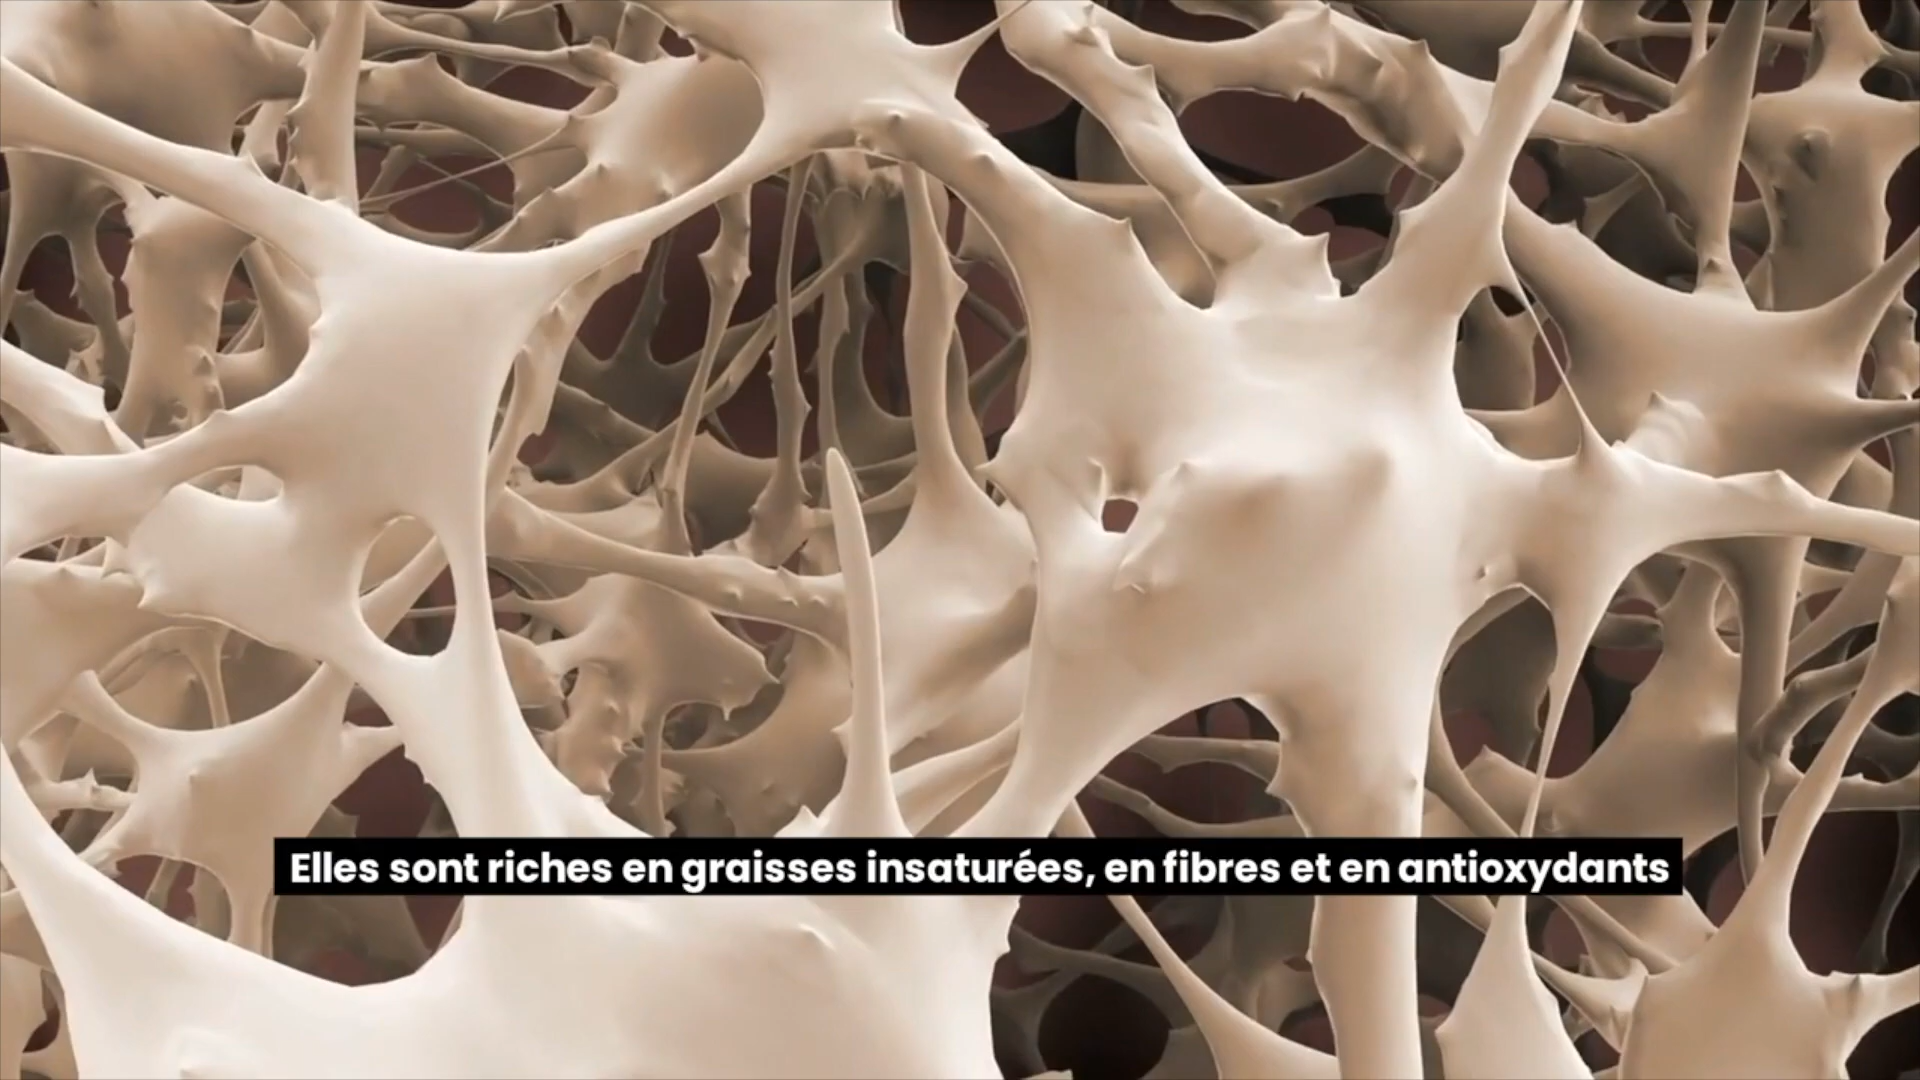 Elles sont riches en graisses insaturées, en fibres et en antioxydants